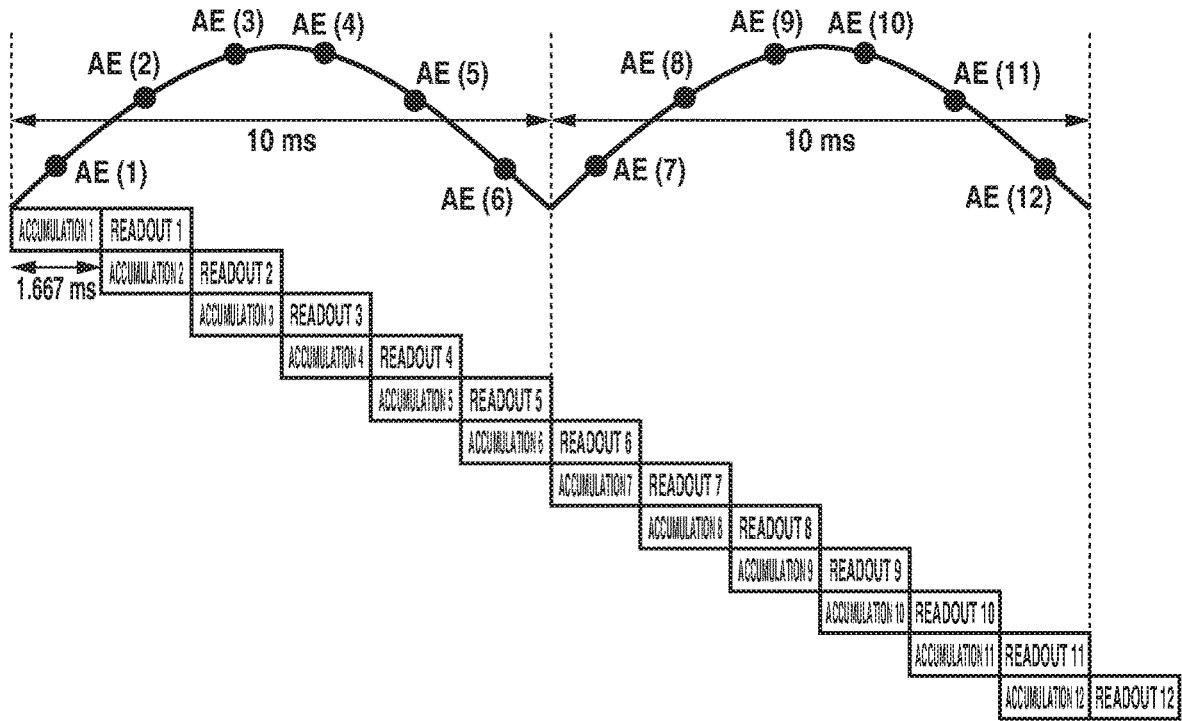 AE (3) AE (4) AE (9) AE (10)
AE (2) AE (5) AE (8) AE (11)
10 ms 10 ms
AE (1) AE (6) AE (7) AE (12)
ACCUMULATION 1 READOUT 1
1.667 ms ACCUMULATION 2 READOUT 2
ACCUMULATION 3 READOUT 3
ACCUMULATION 4 READOUT 4
ACCUMULATION 5 READOUT 5
ACCUMULATION 6 READOUT 6
ACCUMULATION 7 READOUT 7
ACCUMULATION 8 READOUT 8
ACCUMULATION 9 READOUT 9
ACCUMULATION 10 READOUT 10
ACCUMULATION 11 READOUT 11
ACCUMULATION 12 READOUT 12